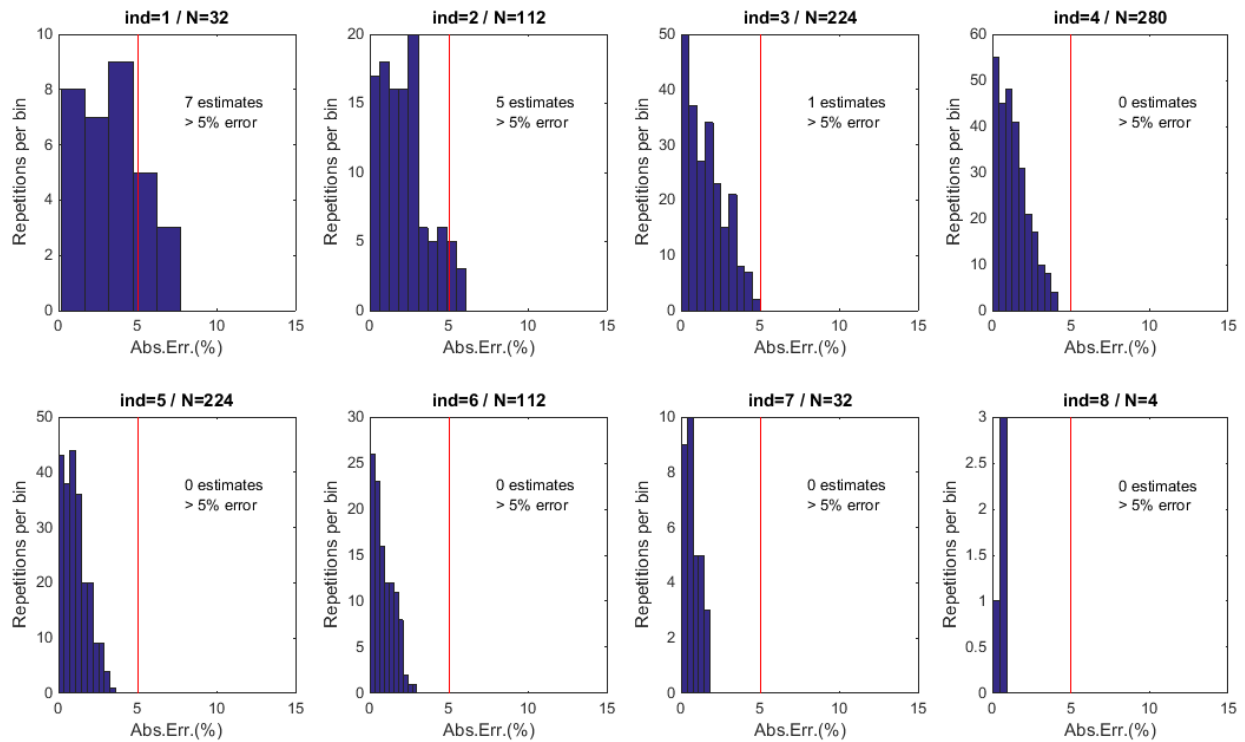 ind=1 / N=32
10
8
6
4
2
0
Repetitions per bin
7 estimates
> 5% error
0 5 10 15
Abs.Err.(%)
ind=2 / N=112
20
15
10
5
0
Repetitions per bin
5 estimates
> 5% error
0 5 10 15
Abs.Err.(%)
ind=3 / N=224
50
40
30
20
10
0
Repetitions per bin
1 estimates
> 5% error
0 5 10 15
Abs.Err.(%)
ind=4 / N=280
60
50
40
30
20
10
0
Repetitions per bin
0 estimates
> 5% error
0 5 10 15
Abs.Err.(%)
ind=5 / N=224
50
40
30
20
10
0
Repetitions per bin
0 estimates
> 5% error
0 5 10 15
Abs.Err.(%)
ind=6 / N=112
30
25
20
15
10
5
0
Repetitions per bin
0 estimates
> 5% error
0 5 10 15
Abs.Err.(%)
ind=7 / N=32
10
8
6
4
2
0
Repetitions per bin
0 estimates
> 5% error
0 5 10 15
Abs.Err.(%)
ind=8 / N=4
3
2.5
2
1.5
1
0.5
0
Repetitions per bin
0 estimates
> 5% error
0 5 10 15
Abs.Err.(%)